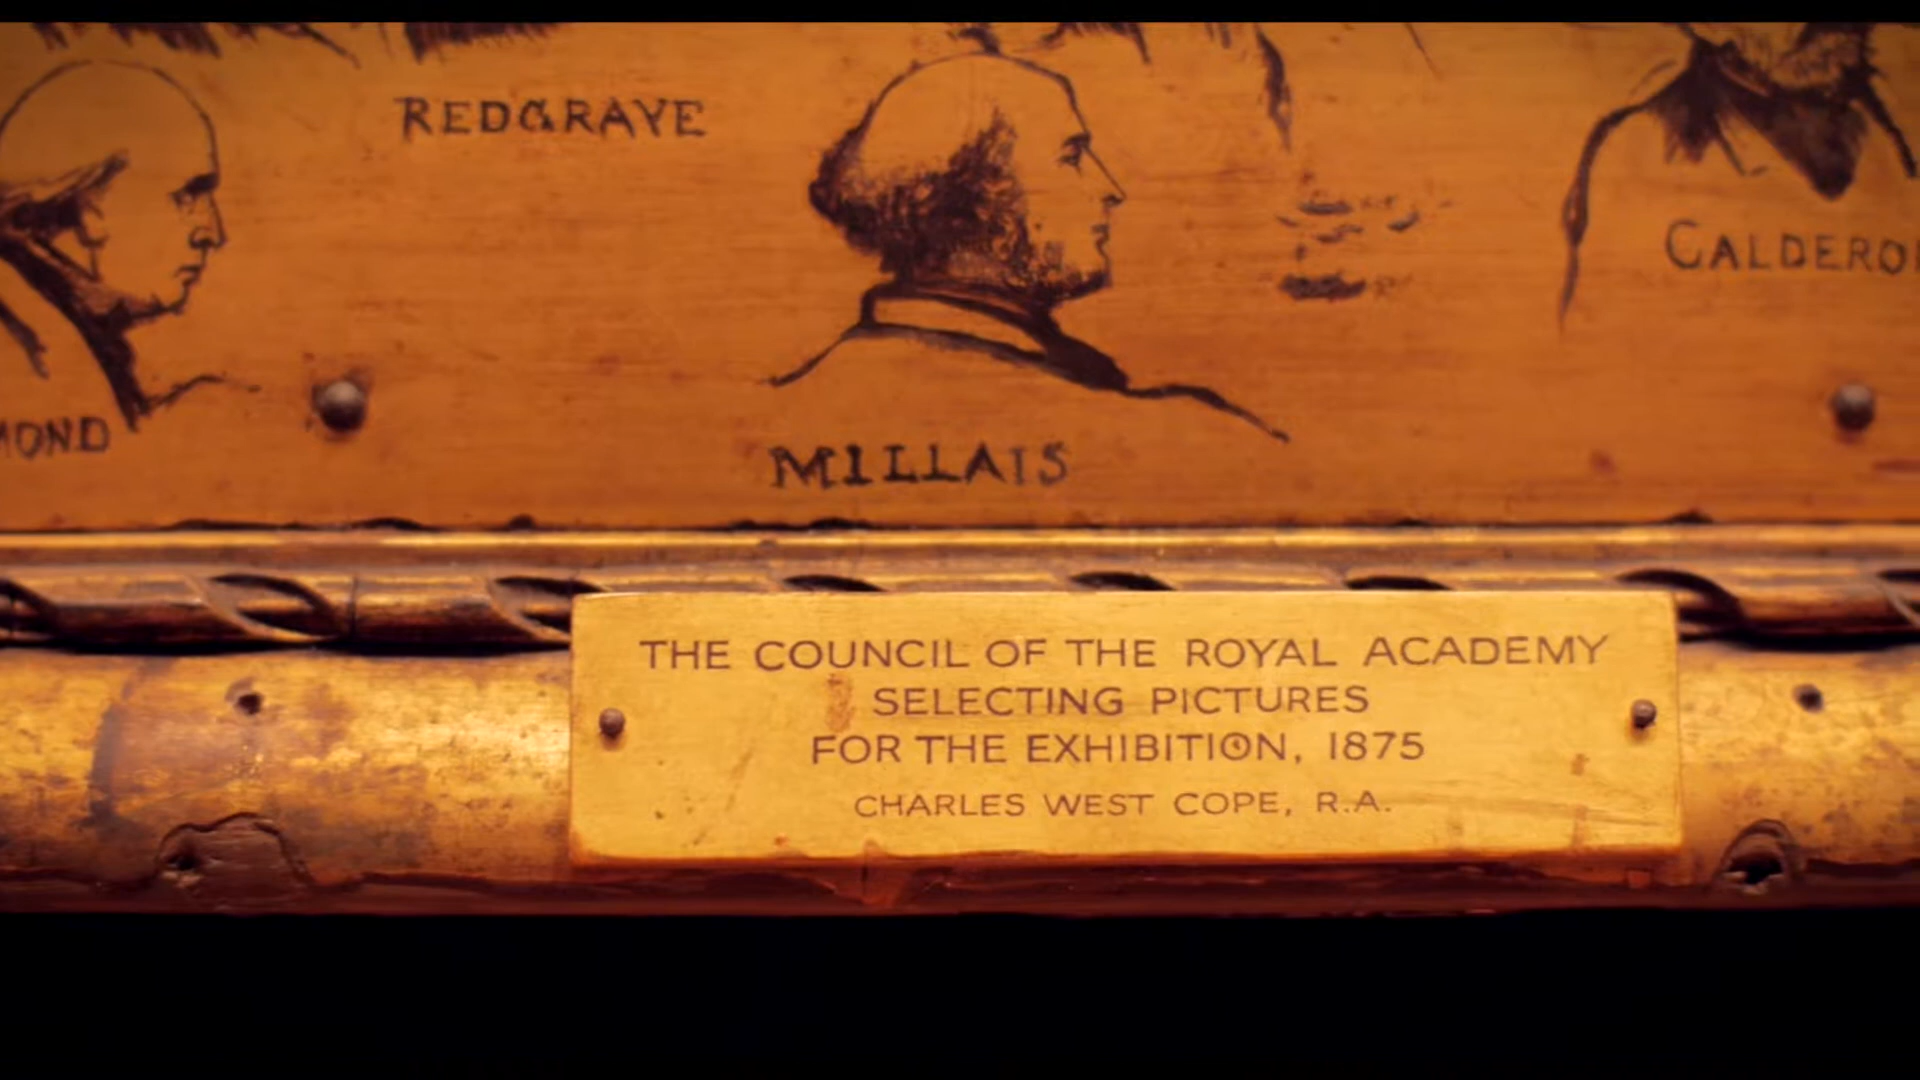 REDGRAVE
CALDERO
MOND
MILLAIS
THE COUNCIL OF THE ROYAL ACADEMY
SELECTING PICTURES
FOR THE EXHIBITION, 1875
CHARLES WEST COPE, R.A.